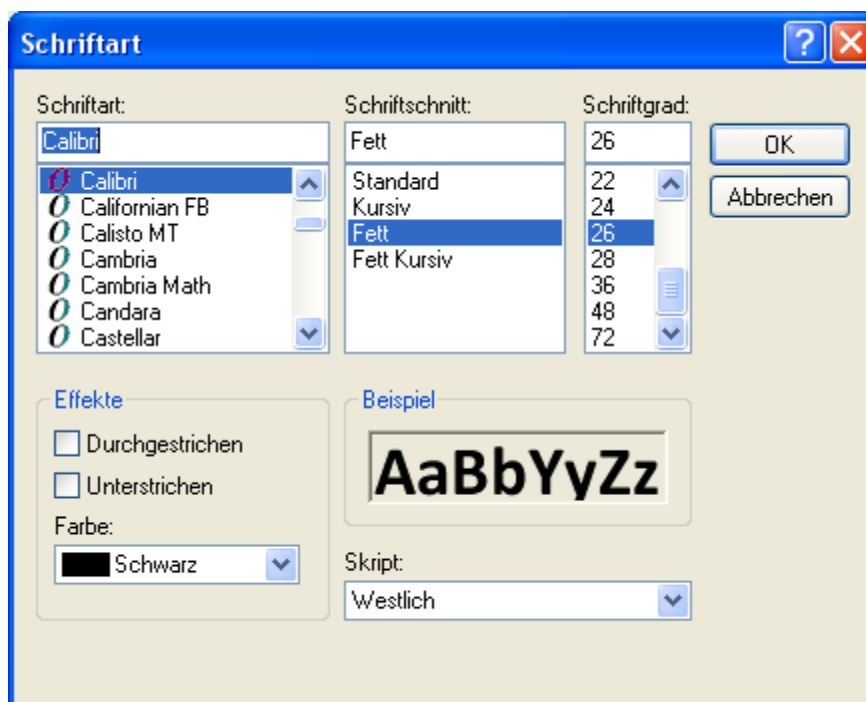 Schriftart
Schriftart:
Calibri
Calibri
Californian FB
Calisto MT
Cambria
Cambria Math
Candara
Castellar
Schriftschnitt:
Fett
Standard
Kursiv
Fett
Fett Kursiv
Schriftgrad:
26
22
24
26
28
36
48
72
OK
Abbrechen
Effekte
Durchgestrichen
Unterstrichen
Farbe:
Schwarz
Beispiel
AaBbYyZz
Skript:
Westlich